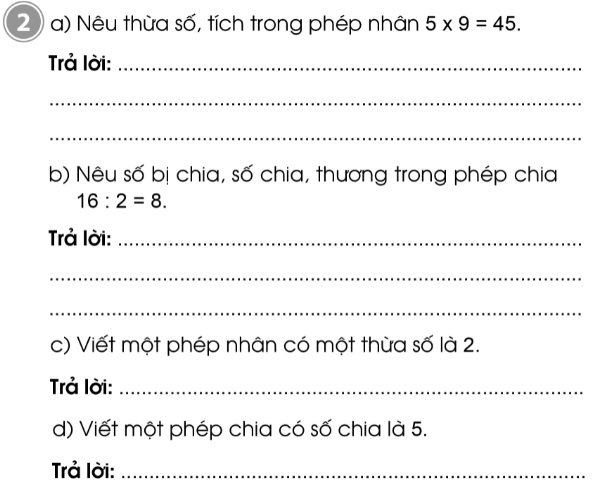 2 a) Nêu thừa số, tích trong phép nhân 5 x 9 = 45.
Trả lời: ................................................................................
................................................................................
................................................................................
b) Nêu số bị chia, số chia, thương trong phép chia
16 : 2 = 8.
Trả lời: ................................................................................
................................................................................
................................................................................
c) Viết một phép nhân có một thừa số là 2.
Trả lời: ................................................................................
d) Viết một phép chia có số chia là 5.
Trả lời: ................................................................................